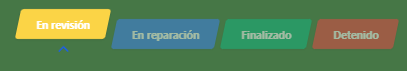 En revisión
En reparación
Finalizado
Detenido